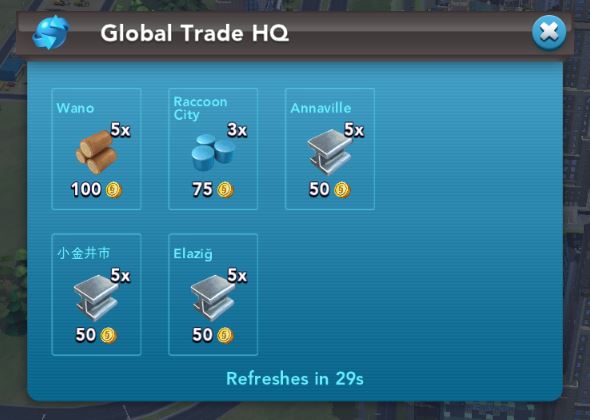 Global Trade HQ
Wano
5x
100
Raccoon
City
3x
75
Annaville
5x
50
小金井市
5x
50
Elazığ
5x
50
Refreshes in 29s